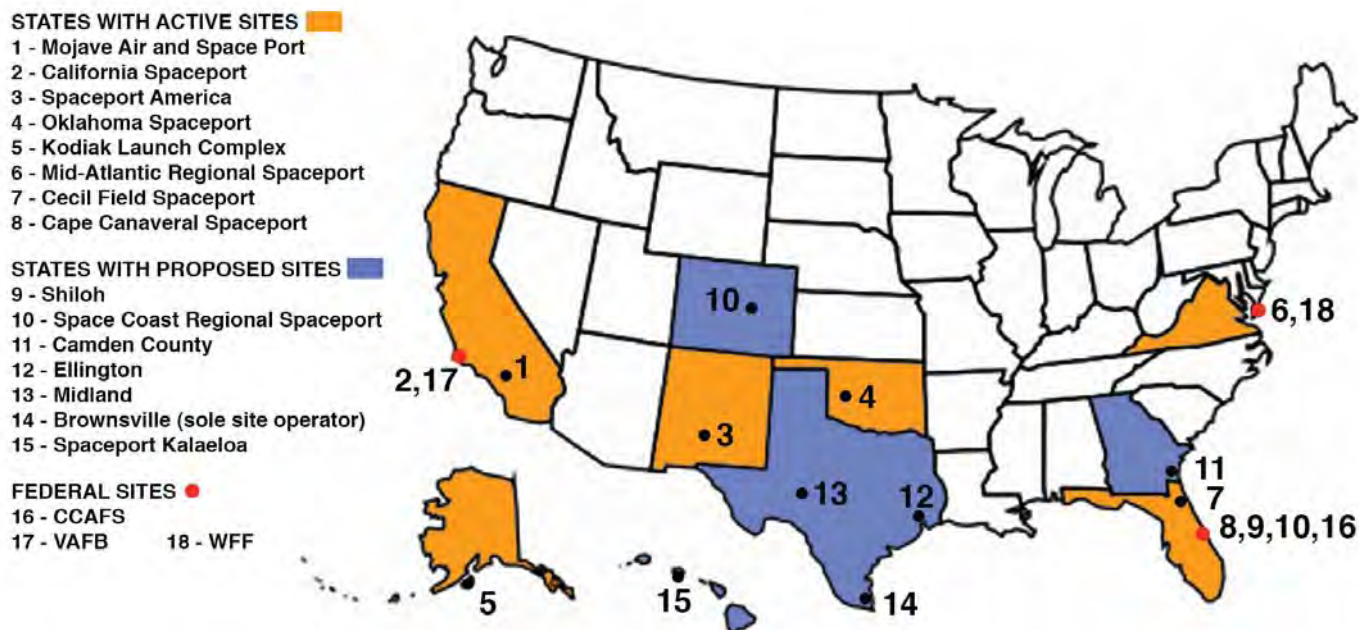 STATES WITH ACTIVE SITES
1 - Mojave Air and Space Port
2 - California Spaceport
3 - Spaceport America
4 - Oklahoma Spaceport
5 - Kodiak Launch Complex
6 - Mid-Atlantic Regional Spaceport
7 - Cecil Field Spaceport
8 - Cape Canaveral Spaceport
STATES WITH PROPOSED SITES
9 - Shiloh
10 - Space Coast Regional Spaceport
11 - Camden County
12 - Ellington
13 - Midland
14 - Brownsville (sole site operator)
15 - Spaceport Kalaeloa
FEDERAL SITES
16 - CCAFS
17 - VAFB 18 - WFF
10
6,18
2,17
1
4
3
11
13
12
7
8,9,10,16
5
15
14